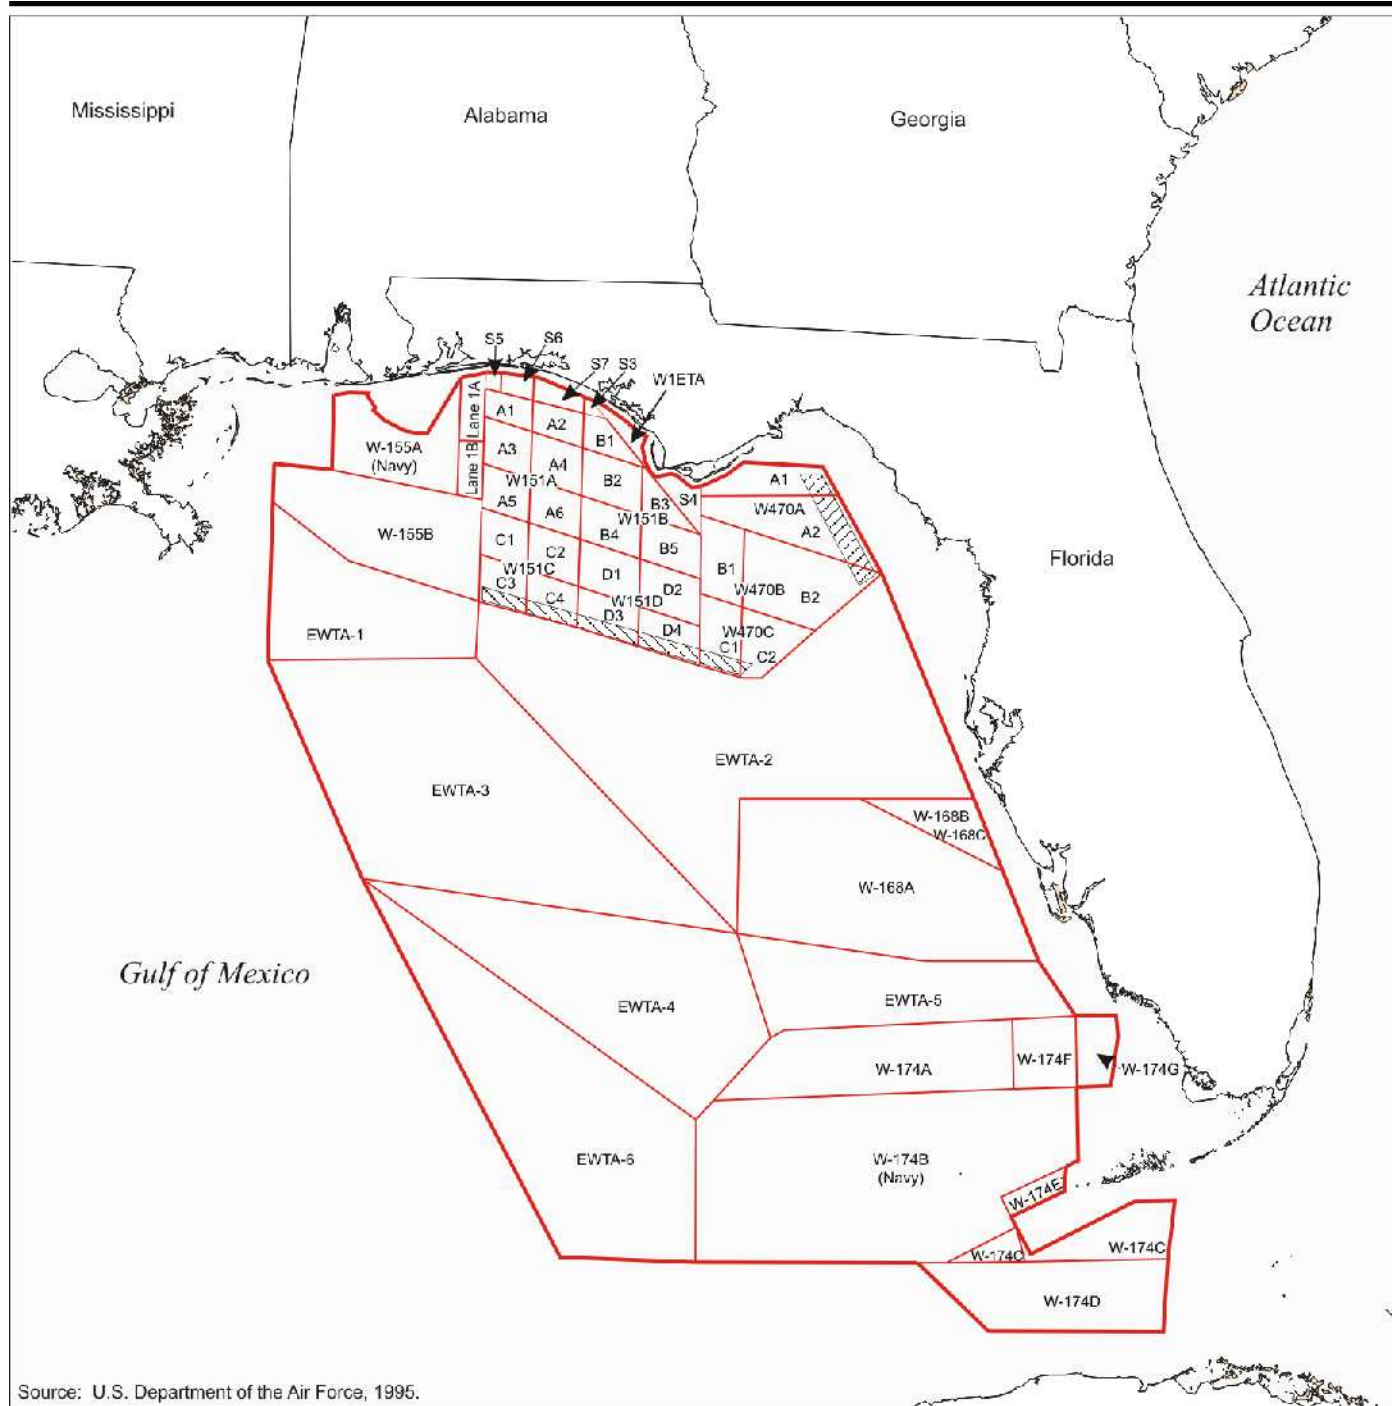 Mississippi
Alabama
Georgia
Atlantic
Ocean
S5
S6
S7
S3
W1ETA
Lane 1A
Lane 1B
W-155A
(Navy)
A1
A2
B1
A3
A4
W151A
B2
A5
A6
B3
W151B
S4
B4
B5
A1
W470A
A2
W-155B
C1
C2
W151C
C3
C4
D1
D2
W151D
D3
D4
B1
W470B
B2
W470C
C1
C2
Florida
EWTA-1
EWTA-2
EWTA-3
W-168B
W-168C
W-168A
Gulf of Mexico
EWTA-4
EWTA-5
W-174A
W-174F
W-174G
EWTA-6
W-174B
(Navy)
W-174E
W-174C
W-174C
W-174D
Source: U.S. Department of the Air Force, 1995.